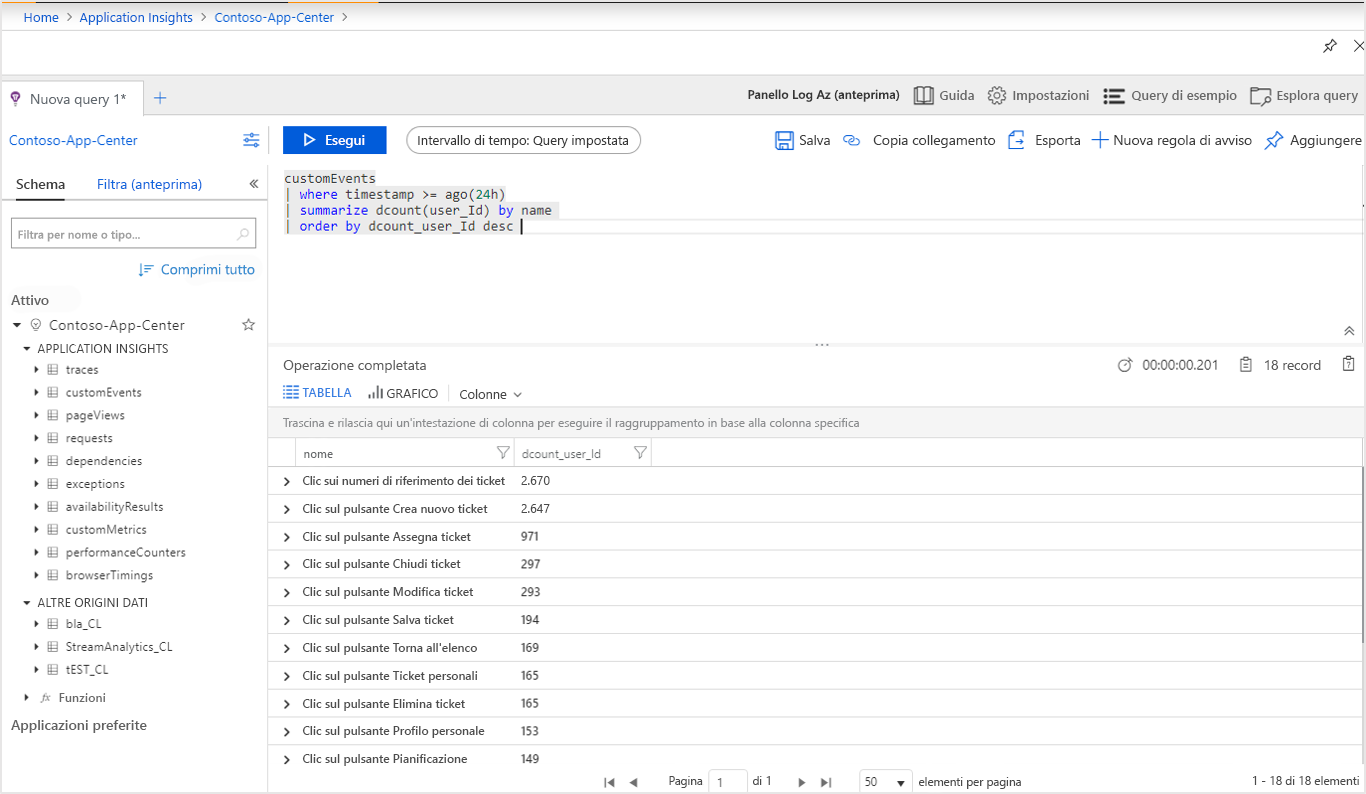 Home > Application Insights > Contoso-App-Center >
Nuova query 1*
Panello Log Az (anteprima) Guida Impostazioni Query di esempio Esplora query
Contoso-App-Center
Esegui Intervallo di tempo: Query impostata Salva Copia collegamento Esporta Nuova regola di avviso Aggiungere
Schema Filtra (anteprima) «
Filtra per nome o tipo...
Comprimi tutto
Attivo
Contoso-App-Center
APPLICATION INSIGHTS
traces
customEvents
pageViews
requests
dependencies
exceptions
availabilityResults
customMetrics
performanceCounters
browserTimings
ALTRE ORIGINI DATI
bla_CL
StreamAnalytics_CL
tEST_CL
fx Funzioni
Applicazioni preferite
customEvents
| where timestamp >= ago(24h)
| summarize dcount(user_Id) by name
| order by dcount_user_Id desc
Operazione completata 00:00:00.201 18 record
TABELLA GRAFICO Colonne
Trascina e rilascia qui un'intestazione di colonna per eseguire il raggruppamento in base alla colonna specifica
nome dcount_user_Id
Clic sui numeri di riferimento dei ticket 2.670
Clic sul pulsante Crea nuovo ticket 2.647
Clic sul pulsante Assegna ticket 971
Clic sul pulsante Chiudi ticket 297
Clic sul pulsante Modifica ticket 293
Clic sul pulsante Salva ticket 194
Clic sul pulsante Torna all'elenco 169
Clic sul pulsante Ticket personali 165
Clic sul pulsante Elimina ticket 165
Clic sul pulsante Profilo personale 153
Clic sul pulsante Pianificazione 149
Pagina 1 di 1 50 elementi per pagina 1 - 18 di 18 elementi